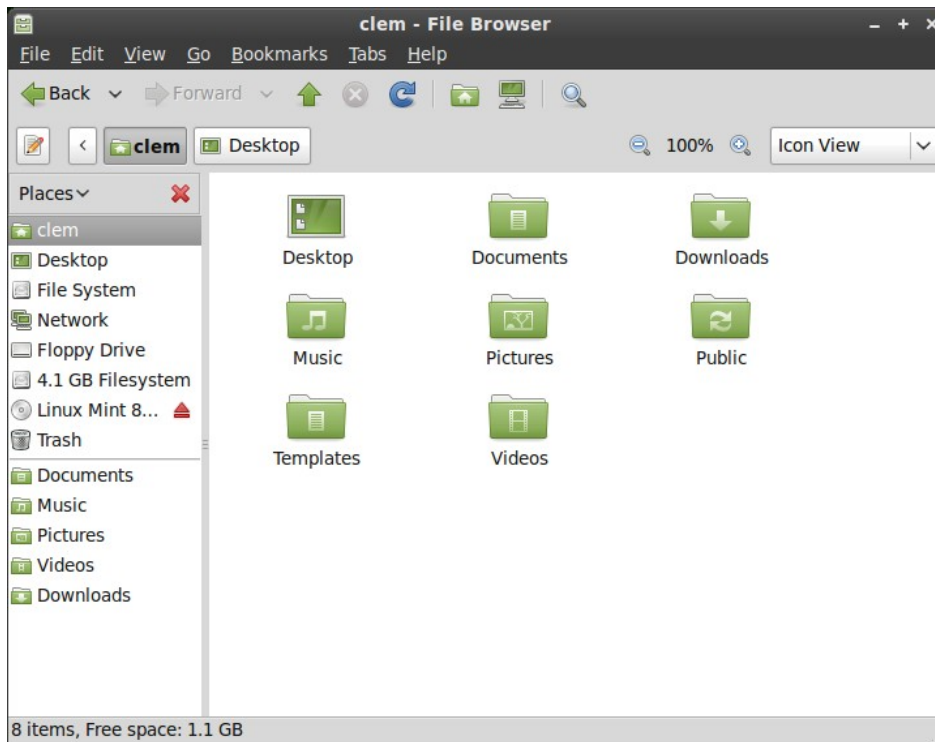 clem - File Browser
File Edit View Go Bookmarks Tabs Help
Back Forward
clem Desktop 100% Icon View
Places
clem
Desktop
File System
Network
Floppy Drive
4.1 GB Filesystem
Linux Mint 8...
Trash
Documents
Music
Pictures
Videos
Downloads
Desktop Documents Downloads
Music Pictures Public
Templates Videos
8 items, Free space: 1.1 GB